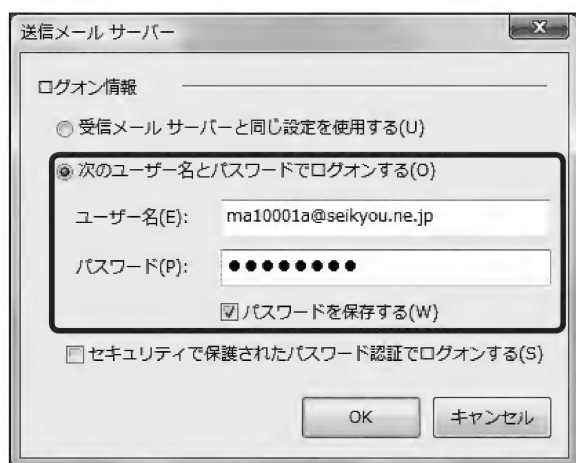 送信メール サーバー
ログオン情報
受信メール サーバーと同じ設定を使用する(U)
次のユーザー名とパスワードでログオンする(O)
ユーザー名(E): ma10001a@seikyou.ne.jp
パスワード(P): ●●●●●●●●
パスワードを保存する(W)
セキュリティで保護されたパスワード認証でログオンする(S)
OK キャンセル